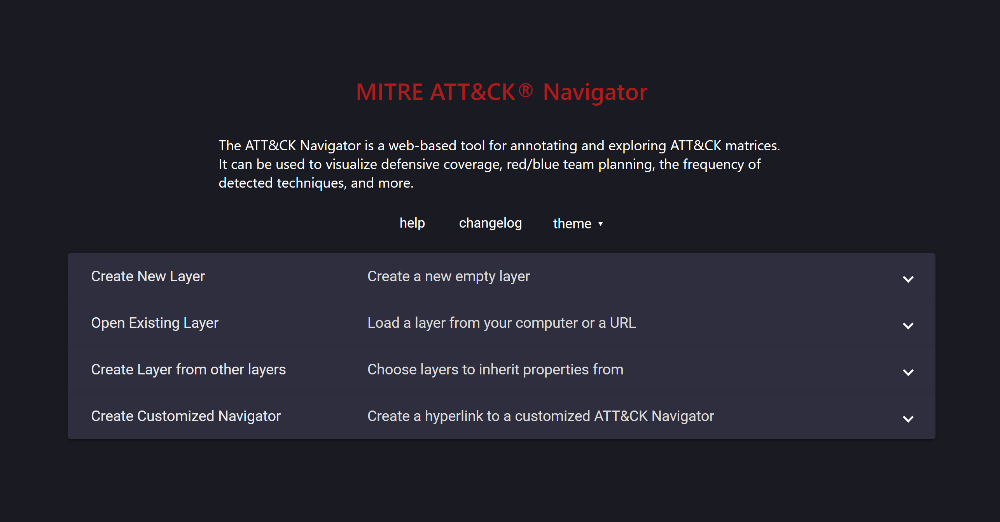 MITRE ATT&CK® Navigator
The ATT&CK Navigator is a web-based tool for annotating and exploring ATT&CK matrices.
It can be used to visualize defensive coverage, red/blue team planning, the frequency of
detected techniques, and more.
help changelog theme ▼
Create New Layer Create a new empty layer
Open Existing Layer Load a layer from your computer or a URL
Create Layer from other layers Choose layers to inherit properties from
Create Customized Navigator Create a hyperlink to a customized ATT&CK Navigator